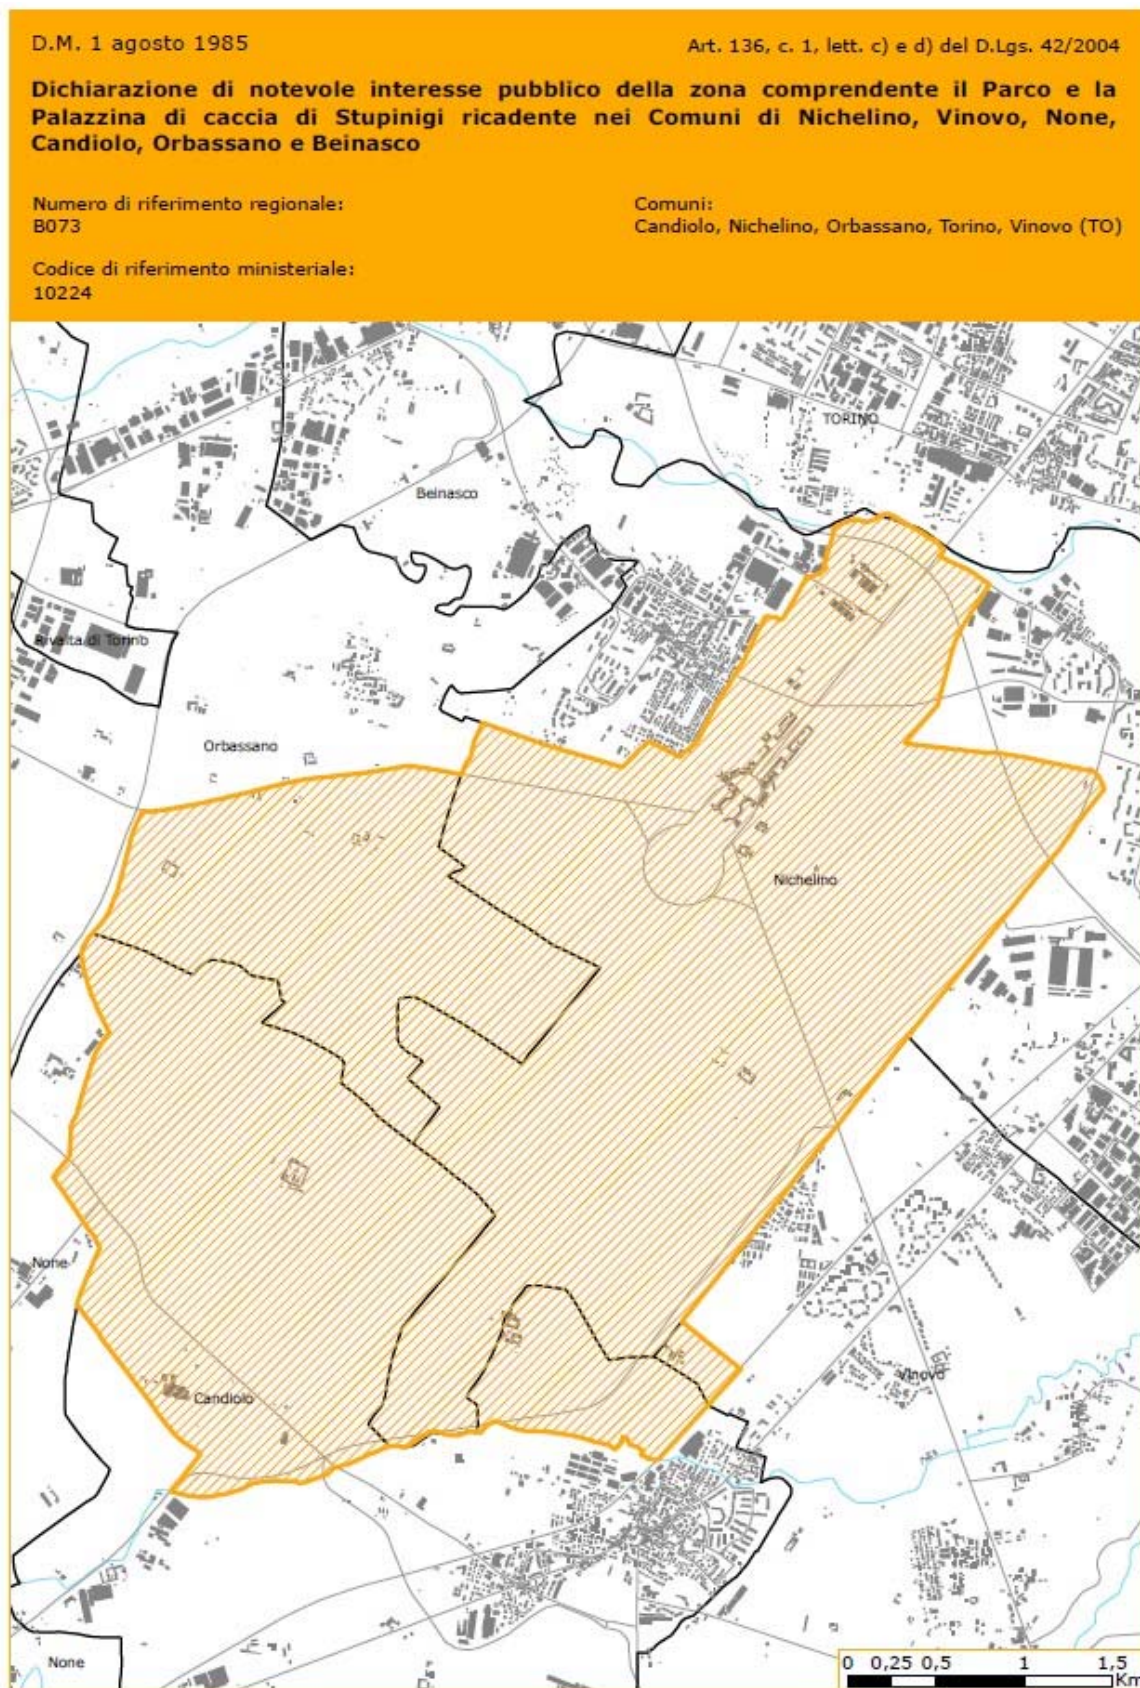 D.M. 1 agosto 1985
Art. 136, c. 1, lett. c) e d) del D.Lgs. 42/2004
Dichiarazione di notevole interesse pubblico della zona comprendente il Parco e la
Palazzina di caccia di Stupinigi ricadente nei Comuni di Nichelino, Vinovo, None,
Candiolo, Orbassano e Beinasco
Numero di riferimento regionale:
B073
Comuni:
Candiolo, Nichelino, Orbassano, Torino, Vinovo (TO)
Codice di riferimento ministeriale:
10224
TORINO
Beinasco
Rivalta di Torino
Orbassano
Nichelino
None
Vinovo
Candiolo
None
0 0,25 0,5 1 1,5
Km